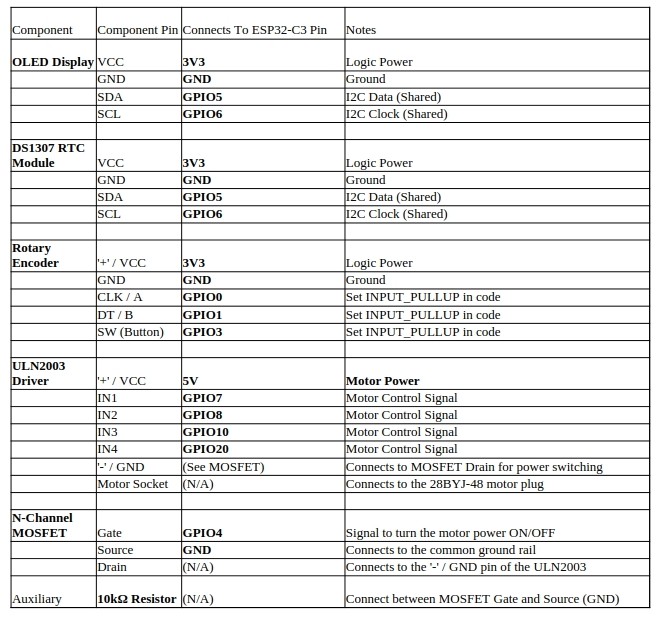 Component Component Pin Connects To ESP32-C3 Pin Notes
OLED Display VCC 3V3 Logic Power
GND GND Ground
SDA GPIO5 I2C Data (Shared)
SCL GPIO6 I2C Clock (Shared)
DS1307 RTC
Module VCC 3V3 Logic Power
GND GND Ground
SDA GPIO5 I2C Data (Shared)
SCL GPIO6 I2C Clock (Shared)
Rotary
Encoder '+' / VCC 3V3 Logic Power
GND GND Ground
CLK / A GPIO0 Set INPUT_PULLUP in code
DT / B GPIO1 Set INPUT_PULLUP in code
SW (Button) GPIO3 Set INPUT_PULLUP in code
ULN2003
Driver '+' / VCC 5V Motor Power
IN1 GPIO7 Motor Control Signal
IN2 GPIO8 Motor Control Signal
IN3 GPIO10 Motor Control Signal
IN4 GPIO20 Motor Control Signal
'-' / GND (See MOSFET) Connects to MOSFET Drain for power switching
Motor Socket (N/A) Connects to the 28BYJ-48 motor plug
N-Channel
MOSFET Gate GPIO4 Signal to turn the motor power ON/OFF
Source GND Connects to the common ground rail
Drain (N/A) Connects to the '-' / GND pin of the ULN2003
Auxiliary 10kΩ Resistor (N/A) Connect between MOSFET Gate and Source (GND)